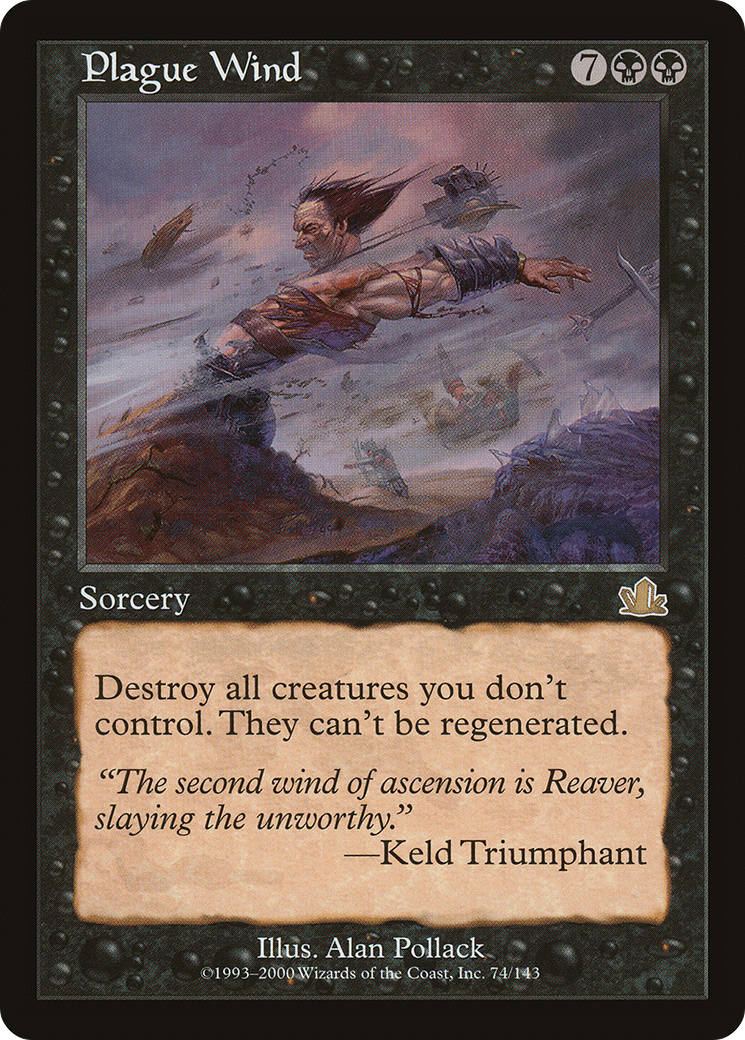 Plague Wind 7
Sorcery
Destroy all creatures you don't
control. They can't be regenerated.
“The second wind of ascension is Reaver,
slaying the unworthy.”
—Keld Triumphant
Illus. Alan Pollack
©1993–2000 Wizards of the Coast, Inc. 74/143